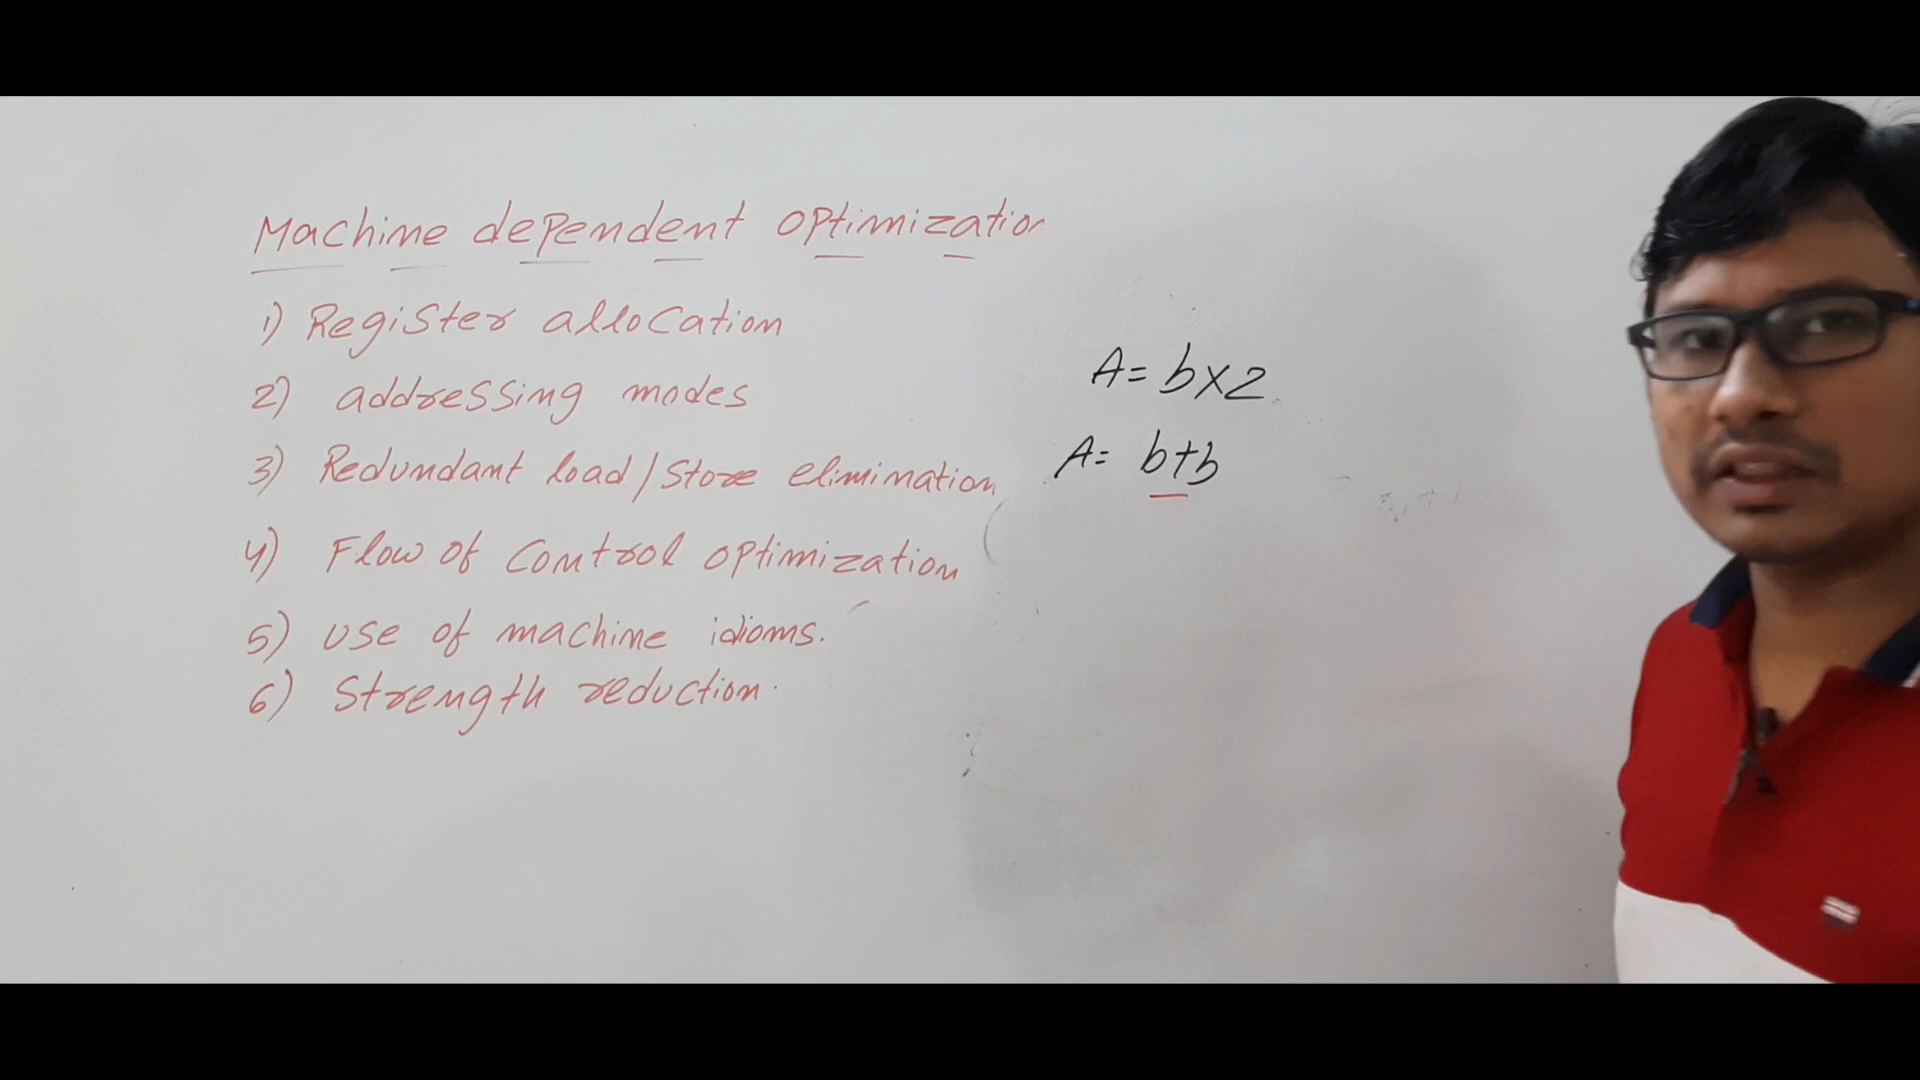 Machine dependent optimization
1) Register allocation
2) addressing modes
3) Redundant load/store elimination
4) Flow of control optimization
5) use of machine idioms.
6) Strength reduction.
A = b×2
A = b+b